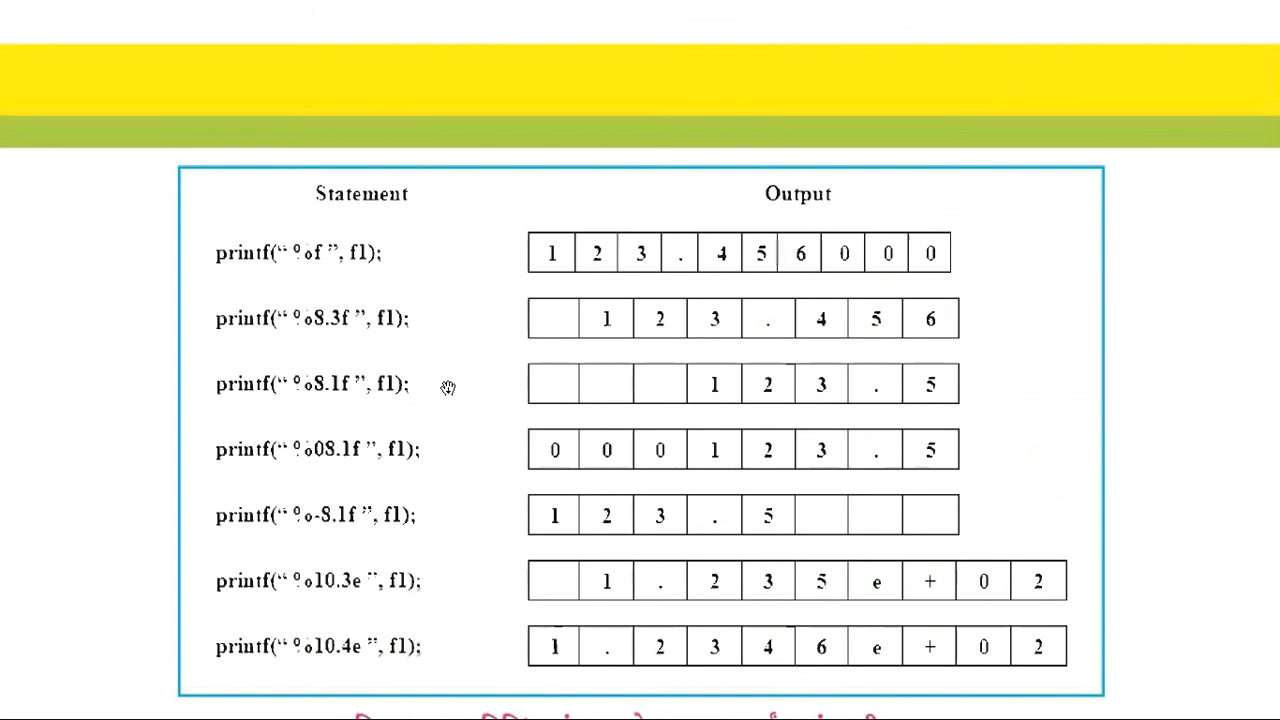 Statement Output
printf(“ %f ”, f1); 1 2 3 . 4 5 6 0 0 0
printf(“ %8.3f ”, f1); 1 2 3 . 4 5 6
printf(“ %8.1f ”, f1); 1 2 3 . 5
printf(“ %08.1f ”, f1); 0 0 0 1 2 3 . 5
printf(“ %-8.1f ”, f1); 1 2 3 . 5
printf(“ %10.3e ”, f1); 1 . 2 3 5 e + 0 2
printf(“ %10.4e ”, f1); 1 . 2 3 4 6 e + 0 2